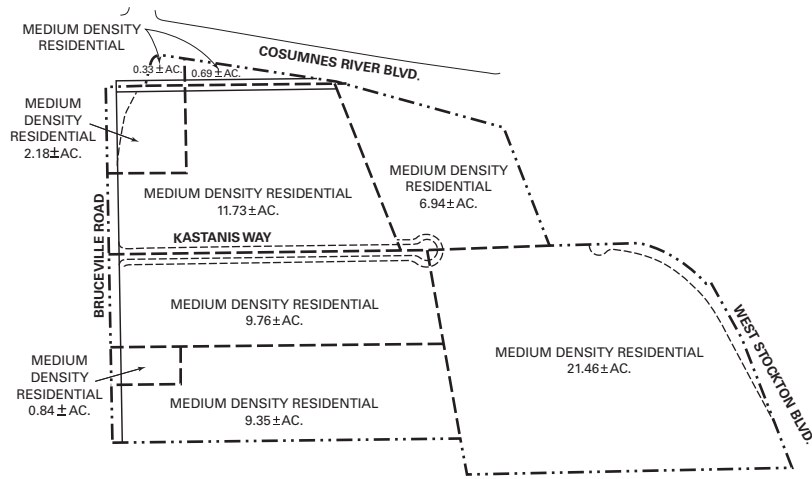 MEDIUM DENSITY
RESIDENTIAL
COSUMNES RIVER BLVD.
0.33 ± AC.
0.69 ± AC.
MEDIUM
DENSITY
RESIDENTIAL
2.18±AC.
MEDIUM DENSITY
RESIDENTIAL
6.94±AC.
MEDIUM DENSITY RESIDENTIAL
11.73±AC.
BRUCEVILLE ROAD
KASTANIS WAY
MEDIUM DENSITY RESIDENTIAL
9.76±AC.
WEST STOCKTON BLVD.
MEDIUM DENSITY RESIDENTIAL
21.46±AC.
MEDIUM
DENSITY
RESIDENTIAL
0.84 ± AC.
MEDIUM DENSITY RESIDENTIAL
9.35±AC.